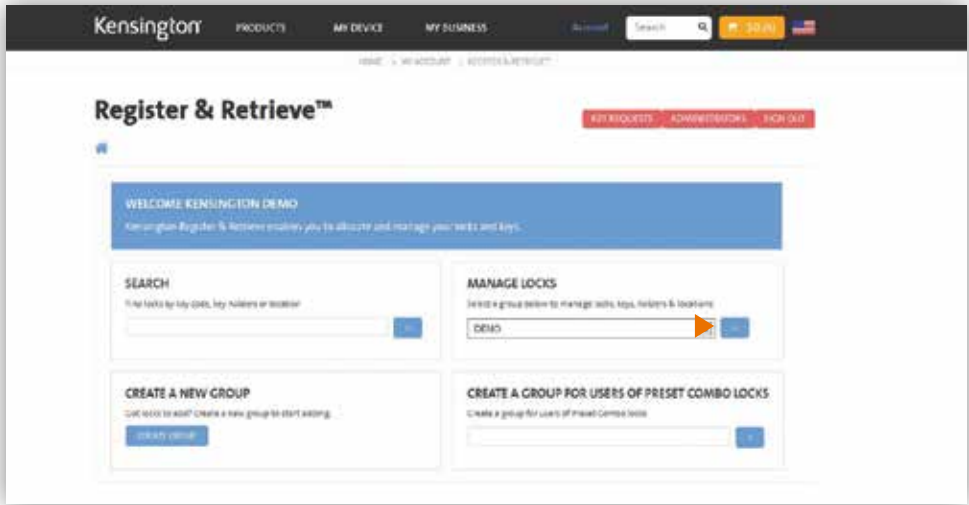 Kensington PRODUCTS MY DEVICE MY BUSINESS Account Search $0.00
HOME > MY ACCOUNT > REGISTER & RETRIEVE™
Register & Retrieve™
KEY REQUESTS ADMINISTRATORS SIGN OUT
WELCOME KENSINGTON DEMO
Kensington Register & Retrieve enables you to allocate and manage your locks and keys.
SEARCH
Find locks by key code, key holders or location
MANAGE LOCKS
Select a group below to manage locks, keys, holders & locations
DEMO
CREATE A NEW GROUP
Got locks to add? Create a new group to start adding
CREATE GROUP
CREATE A GROUP FOR USERS OF PRESET COMBO LOCKS
Create a group for users of Preset Combo locks